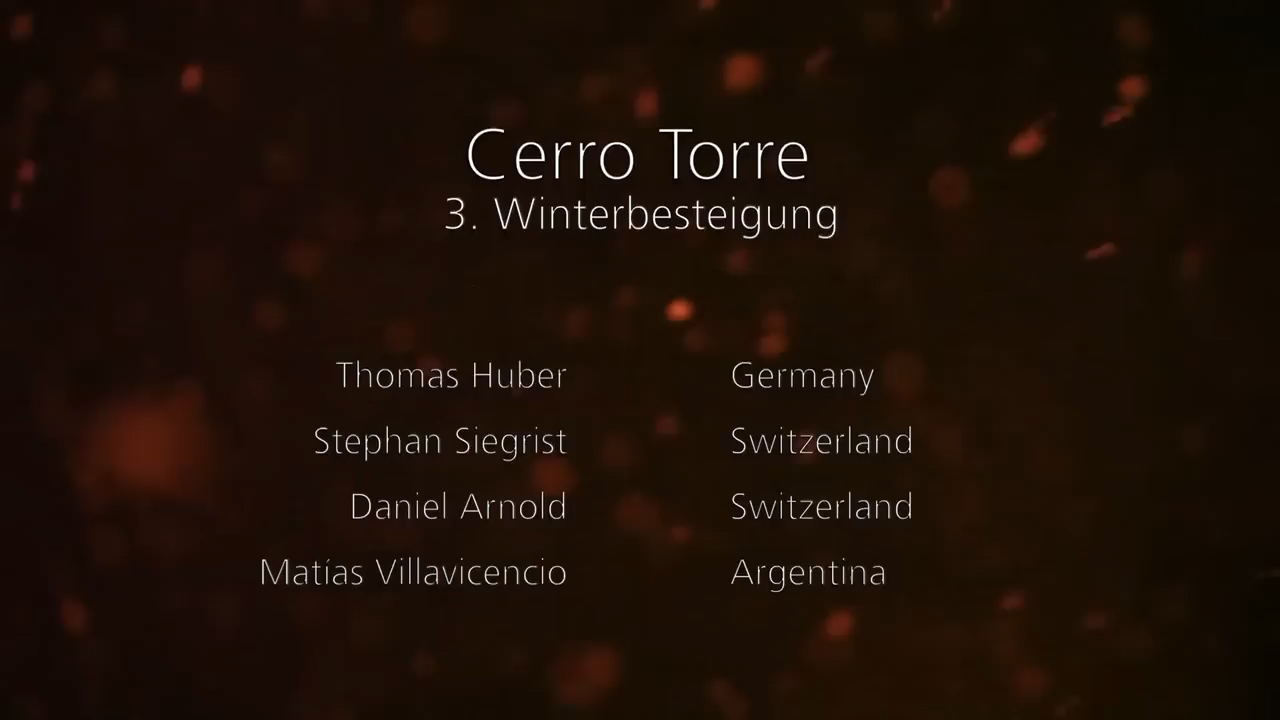 Cerro Torre
3. Winterbesteigung
Thomas Huber Germany
Stephan Siegrist Switzerland
Daniel Arnold Switzerland
Matías Villavicencio Argentina